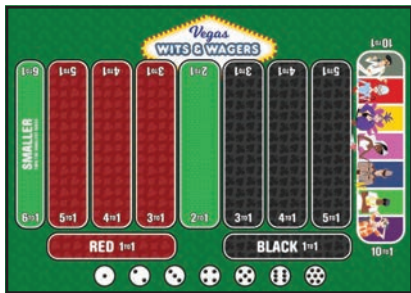 Vegas
WITS & WAGERS
6 TO 1
5 TO 1
4 TO 1
3 TO 1
2 TO 1
3 TO 1
4 TO 1
5 TO 1
10 TO 1
SMALLER
6 TO 1
5 TO 1
4 TO 1
3 TO 1
2 TO 1
3 TO 1
4 TO 1
5 TO 1
10 TO 1
RED 1 TO 1
BLACK 1 TO 1